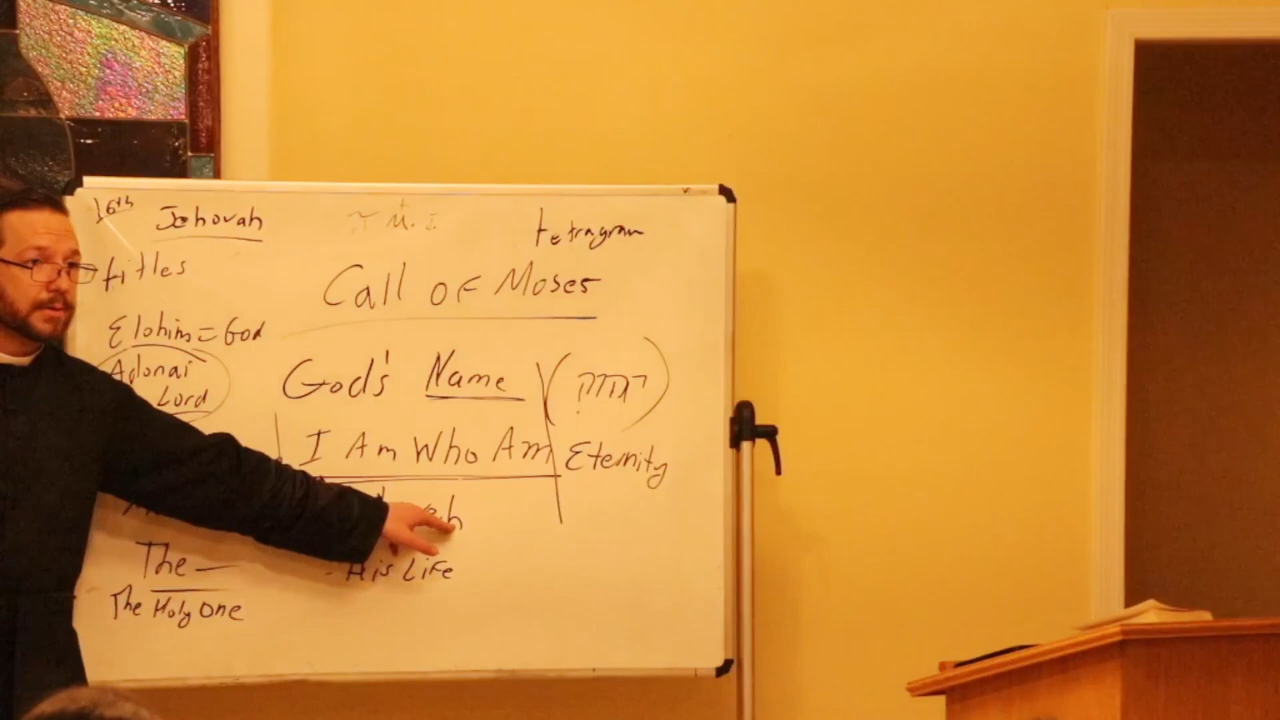 16th Jehovah tetragram
titles
Call of Moses
Elohim = God
Adonai
Lord
God's Name
I Am Who Am
Eternity
His Life
The —
The Holy One